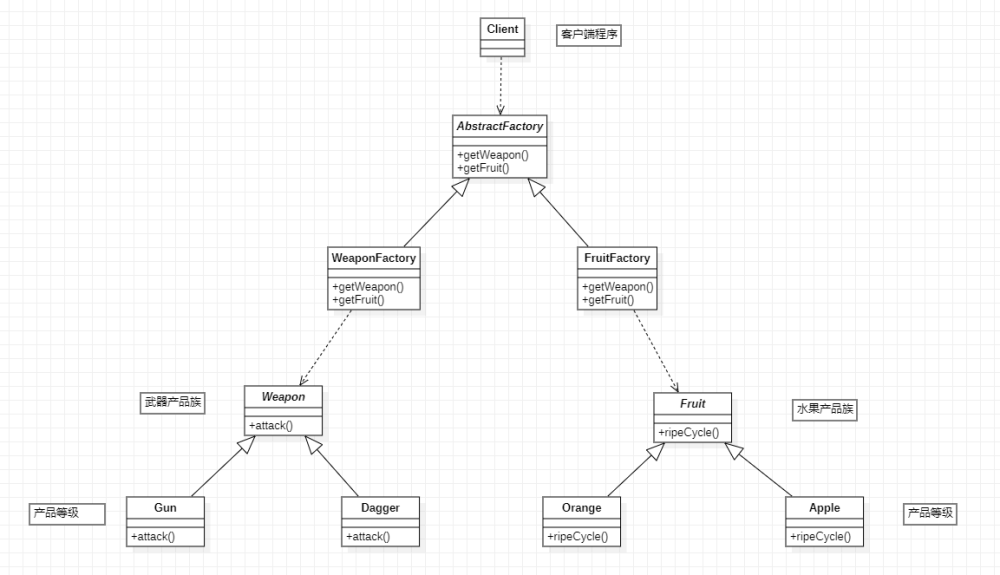 Client
客户端程序
AbstractFactory
+getWeapon()
+getFruit()
WeaponFactory
+getWeapon()
+getFruit()
FruitFactory
+getWeapon()
+getFruit()
武器产品族
Weapon
+attack()
Fruit
+ripeCycle()
水果产品族
产品等级
Gun
+attack()
Dagger
+attack()
Orange
+ripeCycle()
Apple
+ripeCycle()
产品等级